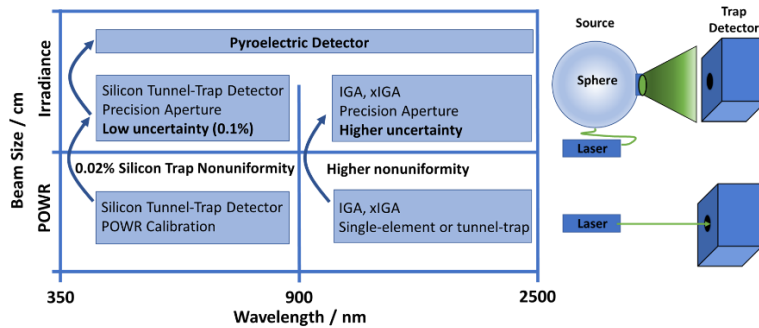 Beam Size / cm
Irradiance
POWR
Pyroelectric Detector
Silicon Tunnel-Trap Detector
Precision Aperture
Low uncertainty (0.1%)
IGA, xIGA
Precision Aperture
Higher uncertainty
0.02% Silicon Trap Nonuniformity
Higher nonuniformity
Silicon Tunnel-Trap Detector
POWR Calibration
IGA, xIGA
Single-element or tunnel-trap
350
900
2500
Wavelength / nm
Source
Trap
Detector
Sphere
Laser
Laser